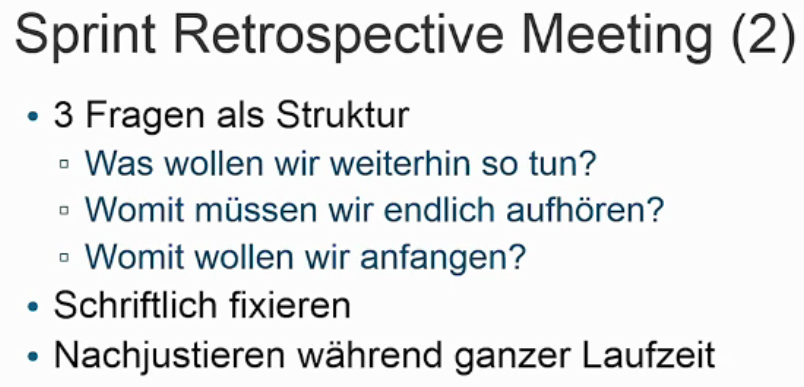 Sprint Retrospective Meeting (2)
• 3 Fragen als Struktur
▫ Was wollen wir weiterhin so tun?
▫ Womit müssen wir endlich aufhören?
▫ Womit wollen wir anfangen?
• Schriftlich fixieren
• Nachjustieren während ganzer Laufzeit